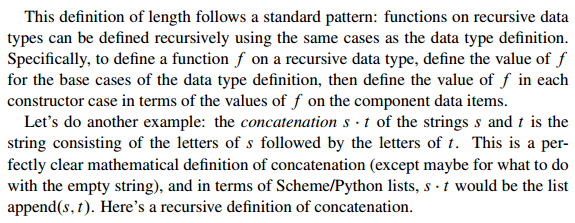 This definition of length follows a standard pattern: functions on recursive data
types can be defined recursively using the same cases as the data type definition.
Specifically, to define a function f on a recursive data type, define the value of f
for the base cases of the data type definition, then define the value of f in each
constructor case in terms of the values of f on the component data items.
Let’s do another example: the concatenation s · t of the strings s and t is the
string consisting of the letters of s followed by the letters of t. This is a per-
fectly clear mathematical definition of concatenation (except maybe for what to do
with the empty string), and in terms of Scheme/Python lists, s · t would be the list
append(s, t). Here’s a recursive definition of concatenation.